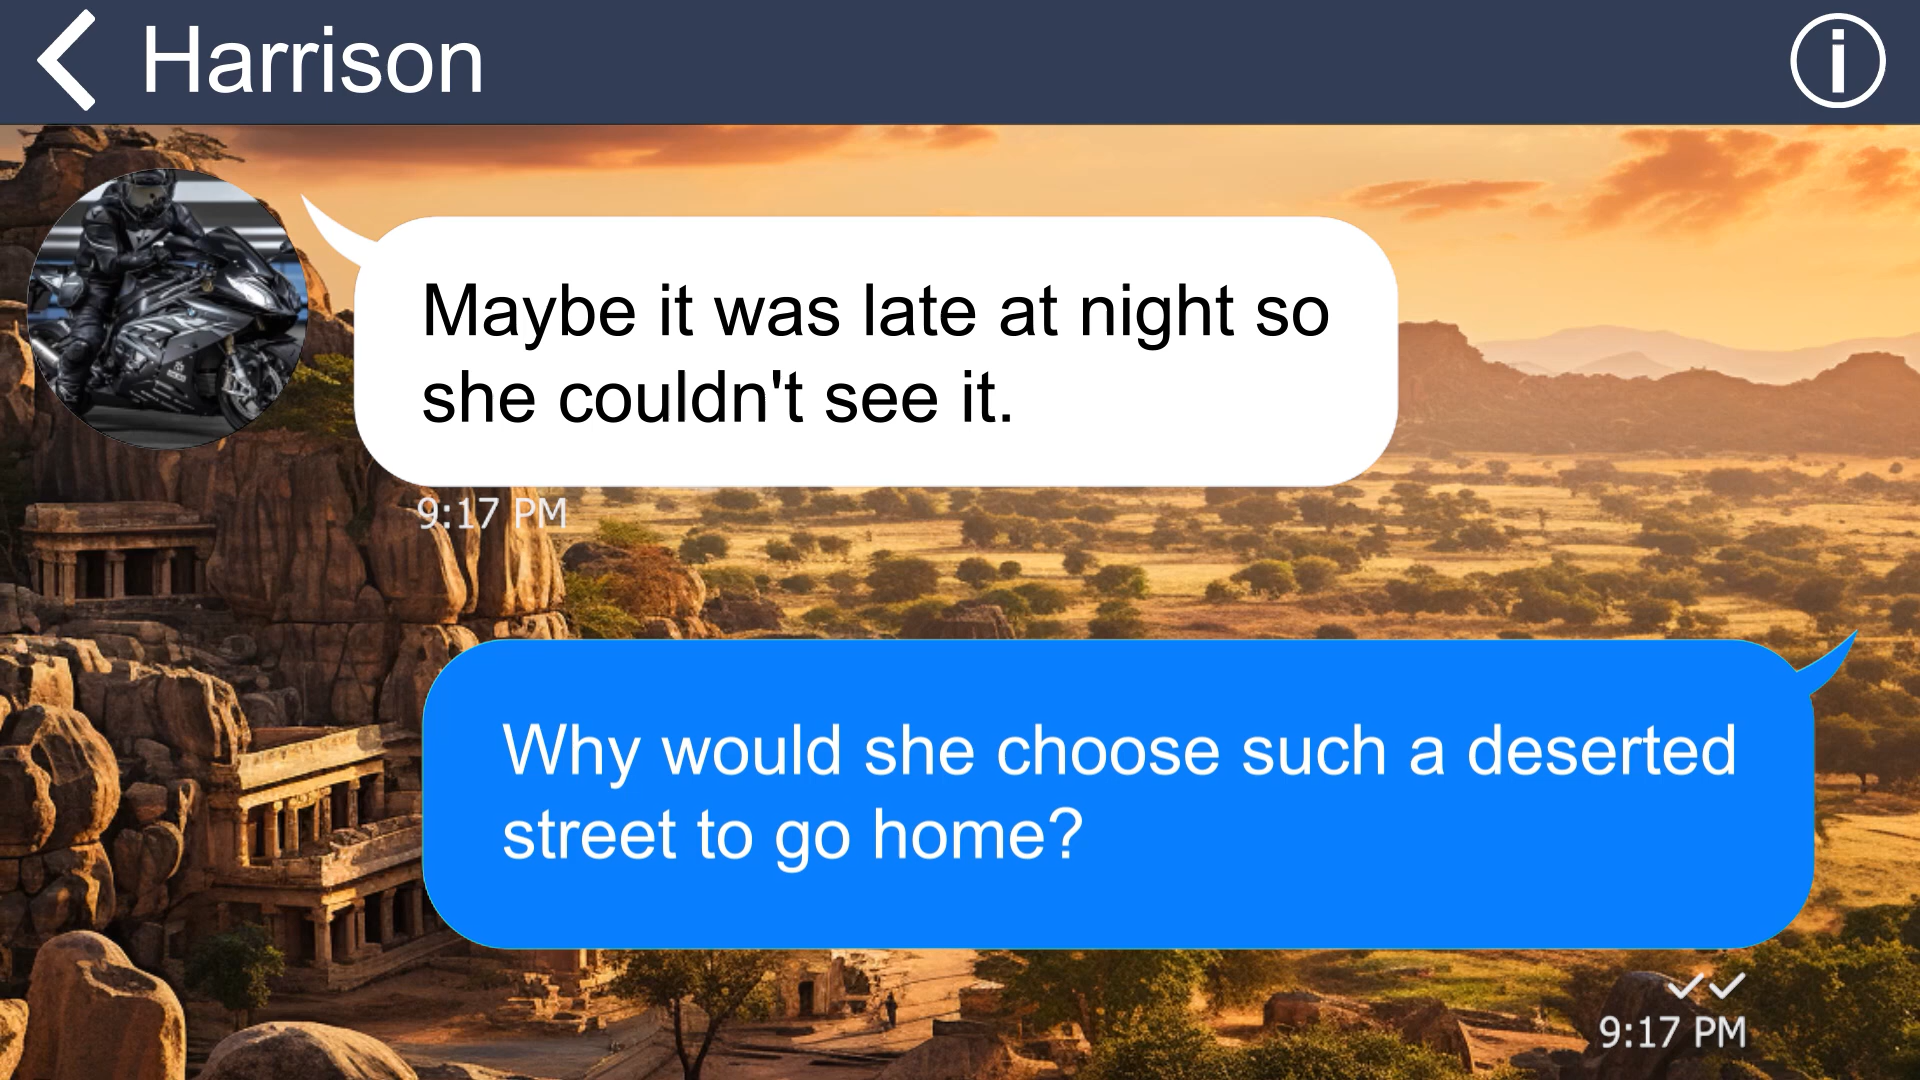 Harrison
Maybe it was late at night so
she couldn't see it.
9:17 PM
Why would she choose such a deserted
street to go home?
9:17 PM